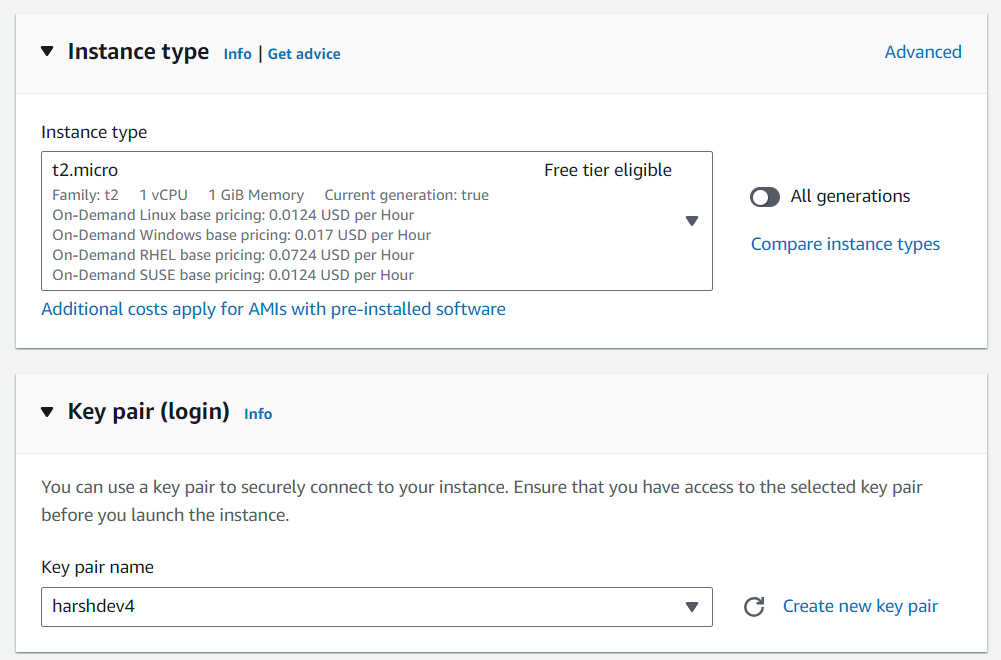 Instance type Info | Get advice Advanced
Instance type
t2.micro Free tier eligible
Family: t2 1 vCPU 1 GiB Memory Current generation: true
On-Demand Linux base pricing: 0.0124 USD per Hour
On-Demand Windows base pricing: 0.017 USD per Hour
On-Demand RHEL base pricing: 0.0724 USD per Hour
On-Demand SUSE base pricing: 0.0124 USD per Hour
All generations
Compare instance types
Additional costs apply for AMIs with pre-installed software
Key pair (login) Info
You can use a key pair to securely connect to your instance. Ensure that you have access to the selected key pair
before you launch the instance.
Key pair name
harshdev4
Create new key pair